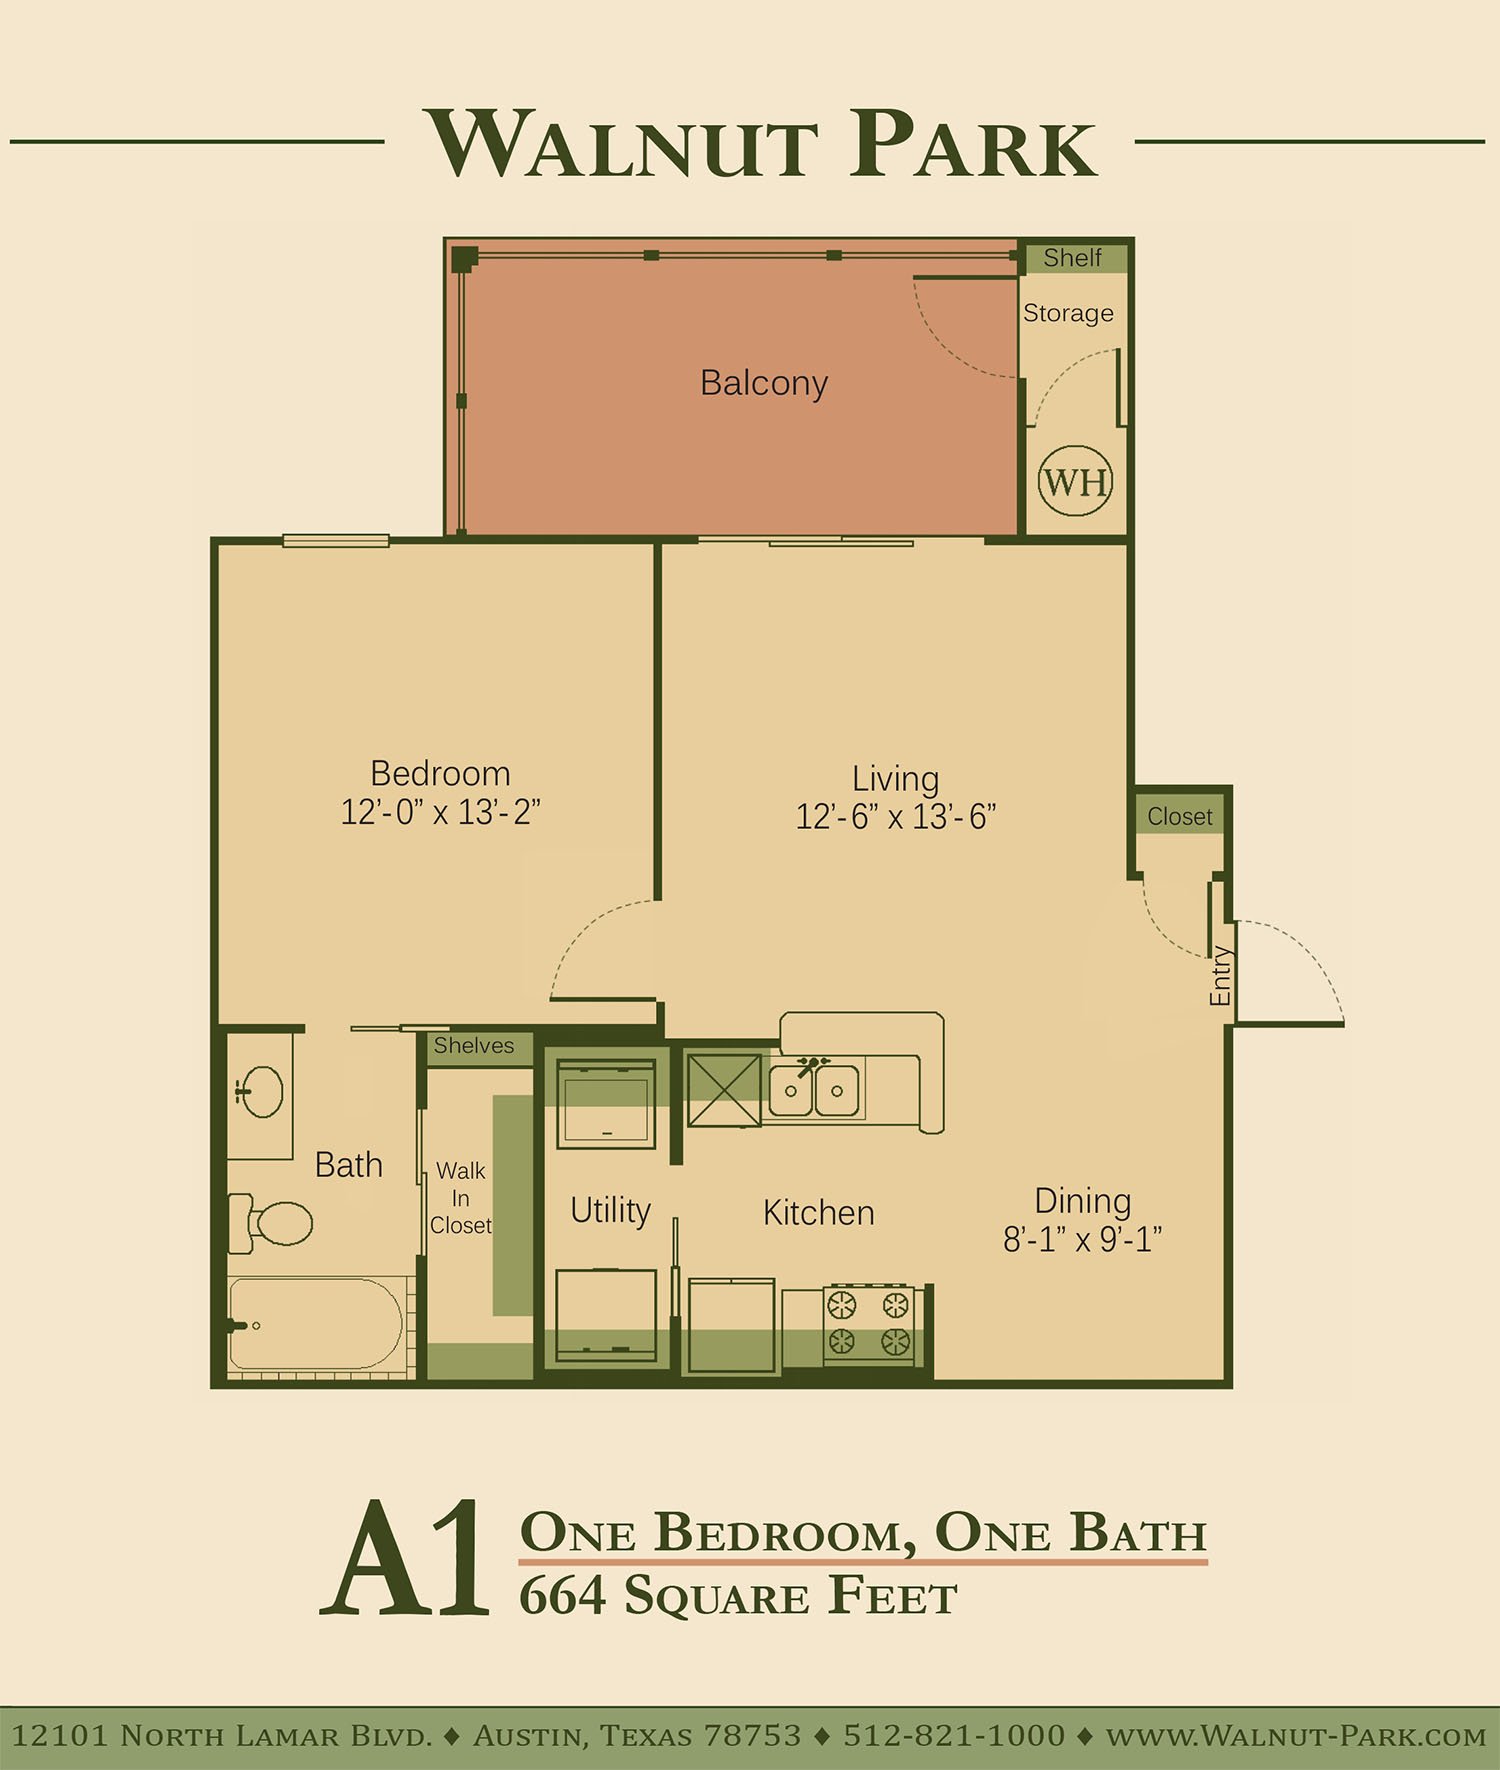 WALNUT PARK
Shelf
Storage
Balcony
WH
Bedroom
12’-0” x 13’-2”
Living
12’-6” x 13’-6”
Closet
Entry
Shelves
Bath
Walk
In
Closet
Utility
Kitchen
Dining
8’-1” x 9’-1”
A1
ONE BEDROOM, ONE BATH
664 SQUARE FEET
12101 NORTH LAMAR BLVD. ♦ AUSTIN, TEXAS 78753 ♦ 512-821-1000 ♦ WWW.WALNUT-PARK.COM